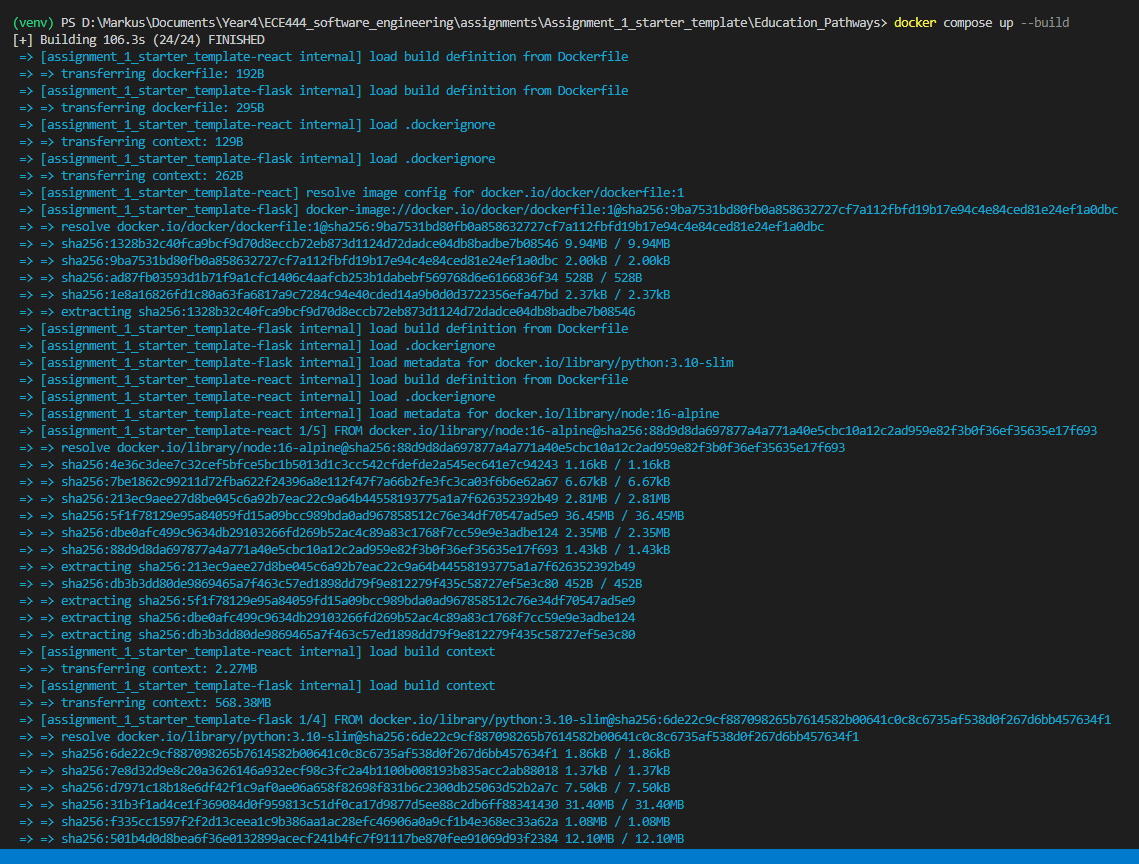 (venv) PS D:\Markus\Documents\Year4\ECE444_software_engineering\assignments\Assignment_1_starter_template\Education_Pathways> docker compose up --build
[+] Building 106.3s (24/24) FINISHED
=> [assignment_1_starter_template-react internal] load build definition from Dockerfile
=> => transferring dockerfile: 192B
=> [assignment_1_starter_template-flask internal] load build definition from Dockerfile
=> => transferring dockerfile: 295B
=> [assignment_1_starter_template-react internal] load .dockerignore
=> => transferring context: 129B
=> [assignment_1_starter_template-flask internal] load .dockerignore
=> => transferring context: 262B
=> [assignment_1_starter_template-react] resolve image config for docker.io/docker/dockerfile:1
=> [assignment_1_starter_template-flask] docker-image://docker.io/docker/dockerfile:1@sha256:9ba7531bd80fb0a858632727cf7a112fbfd19b17e94c4e84ced81e24ef1a0dbc
=> => resolve docker.io/docker/dockerfile:1@sha256:9ba7531bd80fb0a858632727cf7a112fbfd19b17e94c4e84ced81e24ef1a0dbc
=> => sha256:1328b32c40fca9bcf9d70d8eccb72eb873d1124d72dadce04db8badbe7b08546 9.94MB / 9.94MB
=> => sha256:9ba7531bd80fb0a858632727cf7a112fbfd19b17e94c4e84ced81e24ef1a0dbc 2.00kB / 2.00kB
=> => sha256:ad87fb03593d1b71f9a1cfc1406c4aafcb253b1dabebf569768d6e6166836f34 528B / 528B
=> => sha256:1e8a16826fd1c80a63fa6817a9c7284c94e40cded14a9b0d0d3722356efa47bd 2.37kB / 2.37kB
=> => extracting sha256:1328b32c40fca9bcf9d70d8eccb72eb873d1124d72dadce04db8badbe7b08546
=> [assignment_1_starter_template-flask internal] load build definition from Dockerfile
=> [assignment_1_starter_template-flask internal] load .dockerignore
=> [assignment_1_starter_template-flask internal] load metadata for docker.io/library/python:3.10-slim
=> [assignment_1_starter_template-react internal] load build definition from Dockerfile
=> [assignment_1_starter_template-react internal] load .dockerignore
=> [assignment_1_starter_template-react internal] load metadata for docker.io/library/node:16-alpine
=> [assignment_1_starter_template-react 1/5] FROM docker.io/library/node:16-alpine@sha256:88d9d8da697877a4a771a40e5cbc10a12c2ad959e82f3b0f36ef35635e17f693
=> => resolve docker.io/library/node:16-alpine@sha256:88d9d8da697877a4a771a40e5cbc10a12c2ad959e82f3b0f36ef35635e17f693
=> => sha256:4e36c3dee7c32cef5bfce5bc1b5013d1c3cc542cfdefde2a545ec641e7c94243 1.16kB / 1.16kB
=> => sha256:7be1862c99211d72fba622f24396a8e112f47f7a66b2fe3fc3ca03f6b6e62a67 6.67kB / 6.67kB
=> => sha256:213ec9aee27d8be045c6a92b7eac22c9a64b44558193775a1a7f626352392b49 2.81MB / 2.81MB
=> => sha256:5f1f78129e95a84059fd15a09bcc989bda0ad967858512c76e34df70547ad5e9 36.45MB / 36.45MB
=> => sha256:dbe0afc499c9634db29103266fd269b52ac4c89a83c1768f7cc59e9e3adbe124 2.35MB / 2.35MB
=> => sha256:88d9d8da697877a4a771a40e5cbc10a12c2ad959e82f3b0f36ef35635e17f693 1.43kB / 1.43kB
=> => extracting sha256:213ec9aee27d8be045c6a92b7eac22c9a64b44558193775a1a7f626352392b49
=> => sha256:db3b3dd80de9869465a7f463c57ed1898dd79f9e812279f435c58727ef5e3c80 452B / 452B
=> => extracting sha256:5f1f78129e95a84059fd15a09bcc989bda0ad967858512c76e34df70547ad5e9
=> => extracting sha256:dbe0afc499c9634db29103266fd269b52ac4c89a83c1768f7cc59e9e3adbe124
=> => extracting sha256:db3b3dd80de9869465a7f463c57ed1898dd79f9e812279f435c58727ef5e3c80
=> [assignment_1_starter_template-react internal] load build context
=> => transferring context: 2.27MB
=> [assignment_1_starter_template-flask internal] load build context
=> => transferring context: 568.38MB
=> [assignment_1_starter_template-flask 1/4] FROM docker.io/library/python:3.10-slim@sha256:6de22c9cf887098265b7614582b00641c0c8c6735af538d0f267d6bb457634f1
=> => resolve docker.io/library/python:3.10-slim@sha256:6de22c9cf887098265b7614582b00641c0c8c6735af538d0f267d6bb457634f1
=> => sha256:6de22c9cf887098265b7614582b00641c0c8c6735af538d0f267d6bb457634f1 1.86kB / 1.86kB
=> => sha256:7e8d32d9e8c20a3626146a932ecf98c3fc2a4b1100b008193b835acc2ab88018 1.37kB / 1.37kB
=> => sha256:d7971c18b18e6df42f1c9af0ae06a658f82698f831b6c2300db25063d52b2a7c 7.50kB / 7.50kB
=> => sha256:31b3f1ad4ce1f369084d0f959813c51df0ca17d9877d5ee88c2db6ff88341430 31.40MB / 31.40MB
=> => sha256:f335cc1597f2f2d13ceea1c9b386aa1ac28efc46906a0a9cf1b4e368ec33a62a 1.08MB / 1.08MB
=> => sha256:501b4d0d8bea6f36e0132899acecf241b4fc7f91117be870fee91069d93f2384 12.10MB / 12.10MB